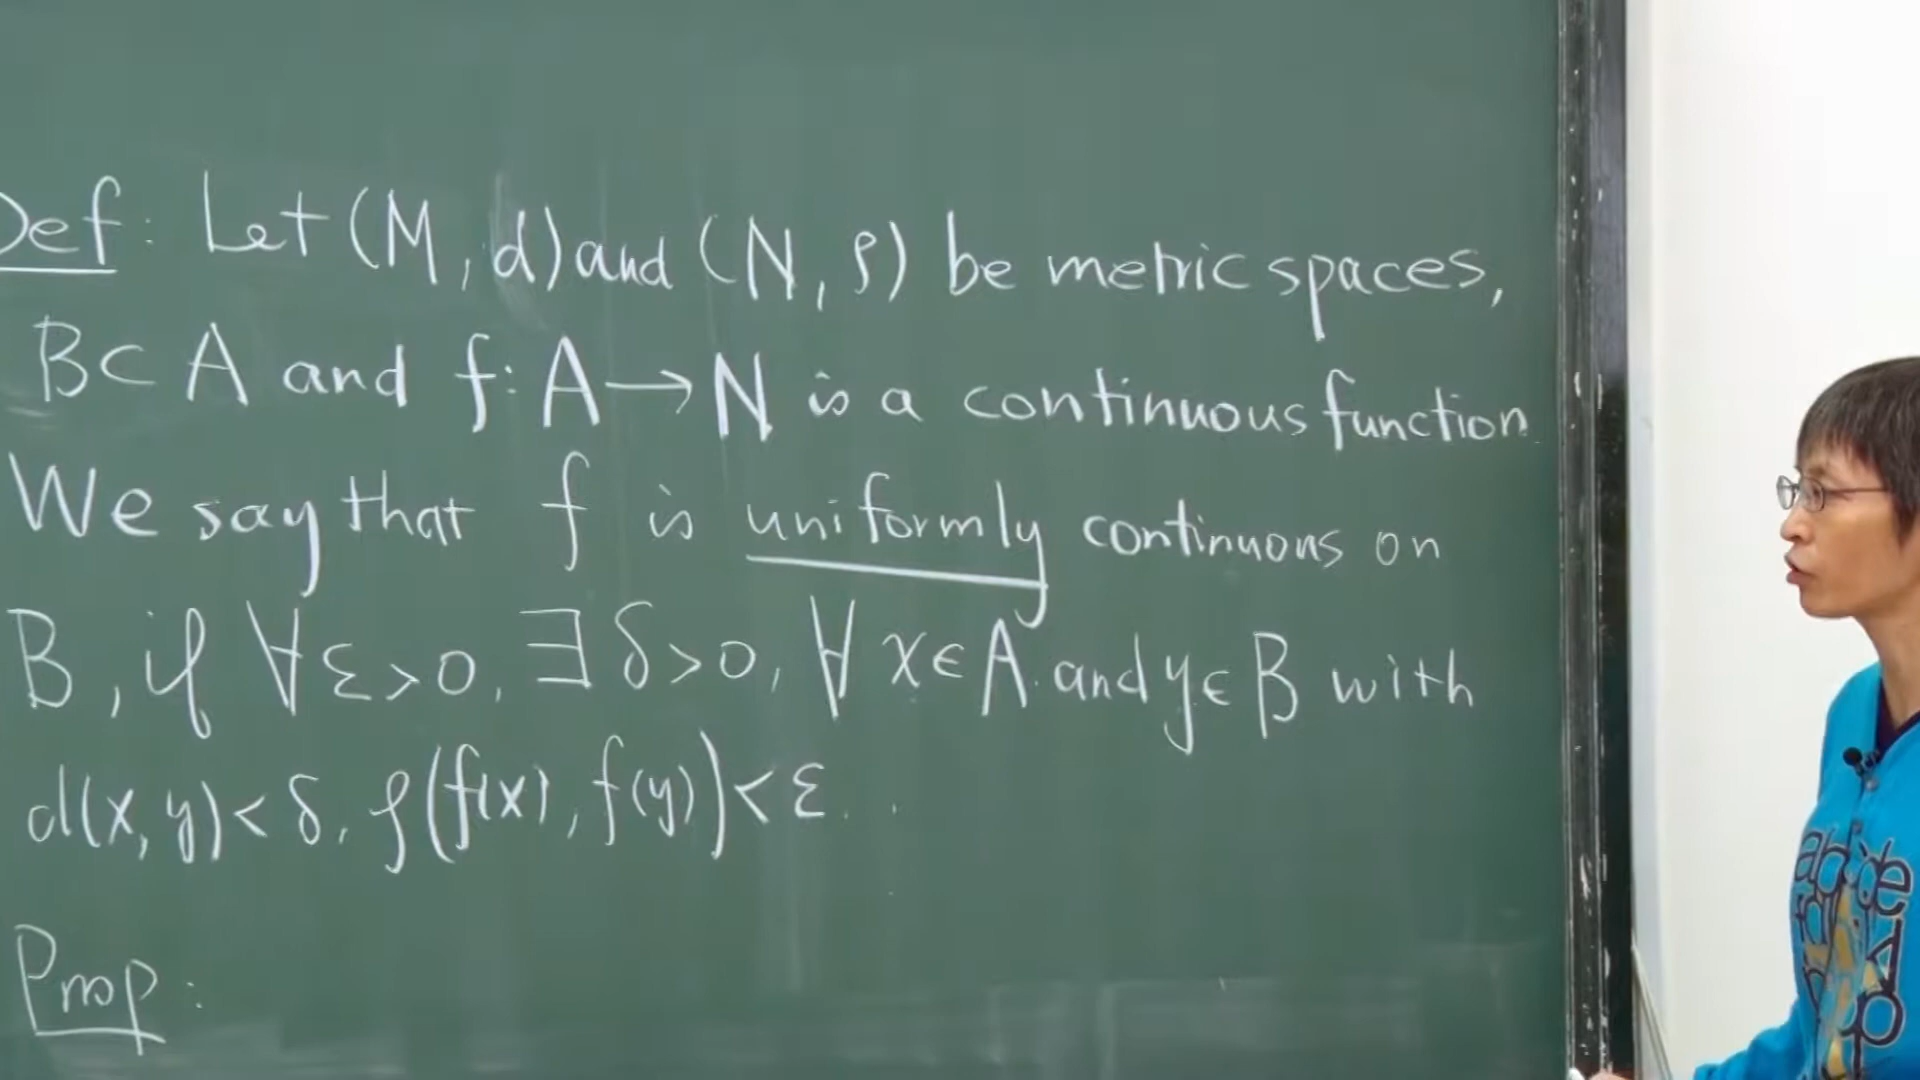 Def: Let (M, d) and (N, ρ) be metric spaces,
B⊂A and f: A→N is a continuous function
We say that f is uniformly continuous on
B, if ∀ε>0, ∃δ>0, ∀ x∈A and y∈B with
d(x, y)<δ, ρ(f(x), f(y))<ε.
Prop: